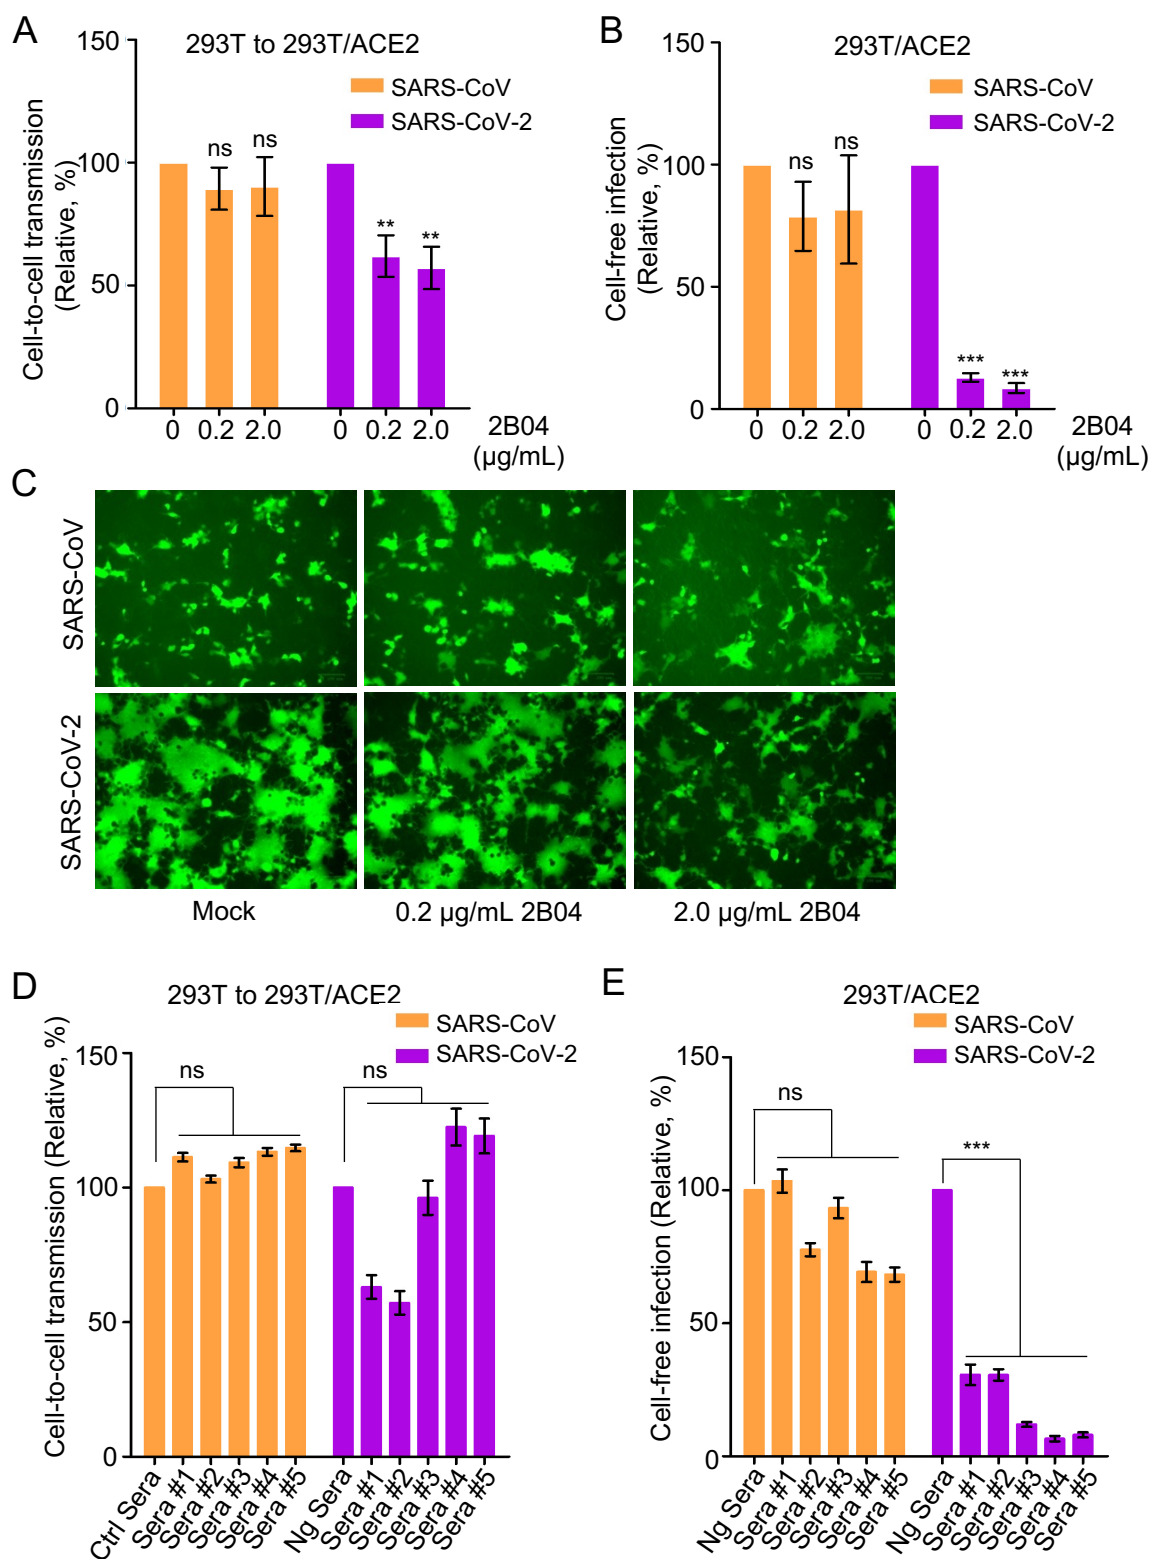 A
293T to 293T/ACE2
SARS-CoV
SARS-CoV-2
Cell-to-cell transmission
(Relative, %)
150
100
50
0
ns
ns
**
**
0
0.2
2.0
0
0.2
2.0
2B04
(µg/mL)
B
293T/ACE2
SARS-CoV
SARS-CoV-2
Cell-free infection
(Relative, %)
150
100
50
0
ns
ns
***
***
0
0.2
2.0
0
0.2
2.0
2B04
(µg/mL)
C
SARS-CoV
SARS-CoV-2
Mock
0.2 µg/mL 2B04
2.0 µg/mL 2B04
D
293T to 293T/ACE2
SARS-CoV
SARS-CoV-2
Cell-to-cell transmission (Relative, %)
150
100
50
0
ns
ns
Ctrl Sera
Sera #1
Sera #2
Sera #3
Sera #4
Sera #5
Ng Sera
Sera #1
Sera #2
Sera #3
Sera #4
Sera #5
E
293T/ACE2
SARS-CoV
SARS-CoV-2
Cell-free infection (Relative, %)
150
100
50
0
ns
***
Ng Sera
Sera #1
Sera #2
Sera #3
Sera #4
Sera #5
Ng Sera
Sera #1
Sera #2
Sera #3
Sera #4
Sera #5